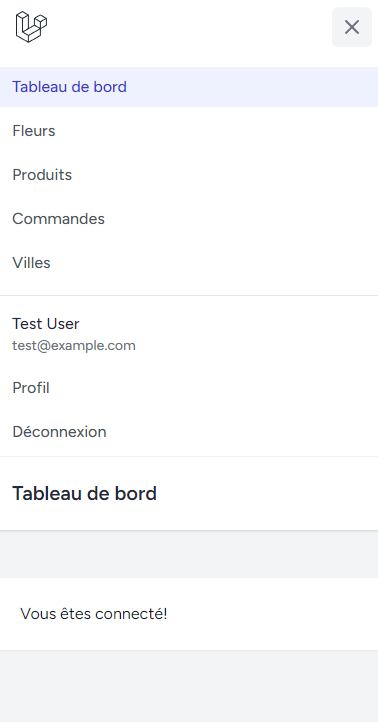 Tableau de bord
Fleurs
Produits
Commandes
Villes
Test User
test@example.com
Profil
Déconnexion
Tableau de bord
Vous êtes connecté!